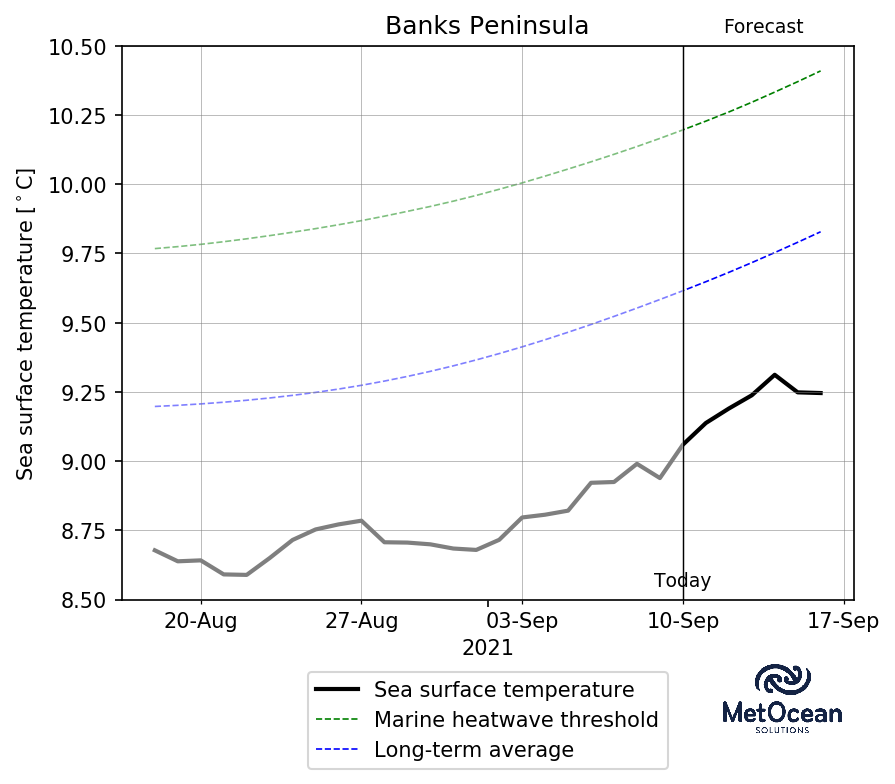 Banks Peninsula
Forecast
10.50
10.25
10.00
9.75
9.50
9.25
9.00
8.75
8.50
Sea surface temperature [°C]
Today
20-Aug 27-Aug 03-Sep 10-Sep 17-Sep
2021
Sea surface temperature
Marine heatwave threshold
Long-term average
MetOcean
SOLUTIONS